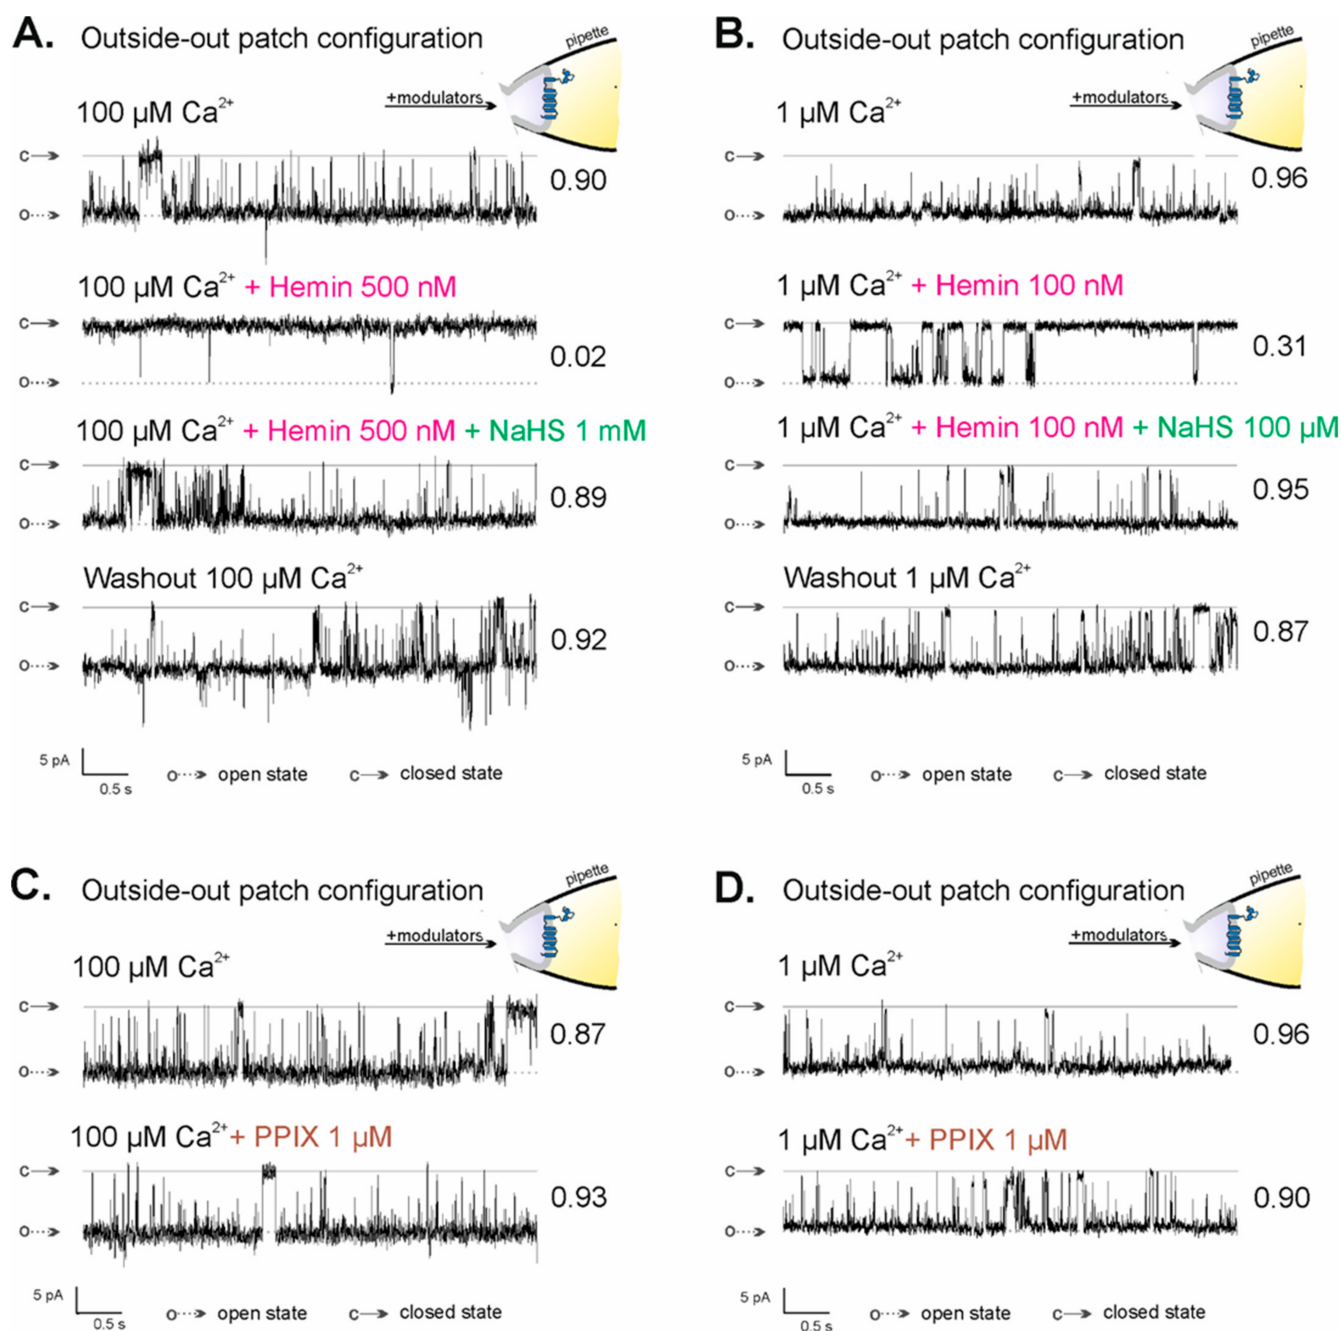 A. Outside-out patch configuration
pipette
+modulators
100 µM Ca²⁺
c
o
0.90
100 µM Ca²⁺ + Hemin 500 nM
c
o
0.02
100 µM Ca²⁺ + Hemin 500 nM + NaHS 1 mM
c
o
0.89
Washout 100 µM Ca²⁺
c
o
0.92
5 pA
0.5 s
o open state c closed state
B. Outside-out patch configuration
pipette
+modulators
1 µM Ca²⁺
c
o
0.96
1 µM Ca²⁺ + Hemin 100 nM
c
o
0.31
1 µM Ca²⁺ + Hemin 100 nM + NaHS 100 µM
c
o
0.95
Washout 1 µM Ca²⁺
c
o
0.87
5 pA
0.5 s
o open state c closed state
C. Outside-out patch configuration
pipette
+modulators
100 µM Ca²⁺
c
o
0.87
100 µM Ca²⁺ + PPIX 1 µM
c
o
0.93
5 pA
0.5 s
o open state c closed state
D. Outside-out patch configuration
pipette
+modulators
1 µM Ca²⁺
c
o
0.96
1 µM Ca²⁺ + PPIX 1 µM
c
o
0.90
5 pA
0.5 s
o open state c closed state